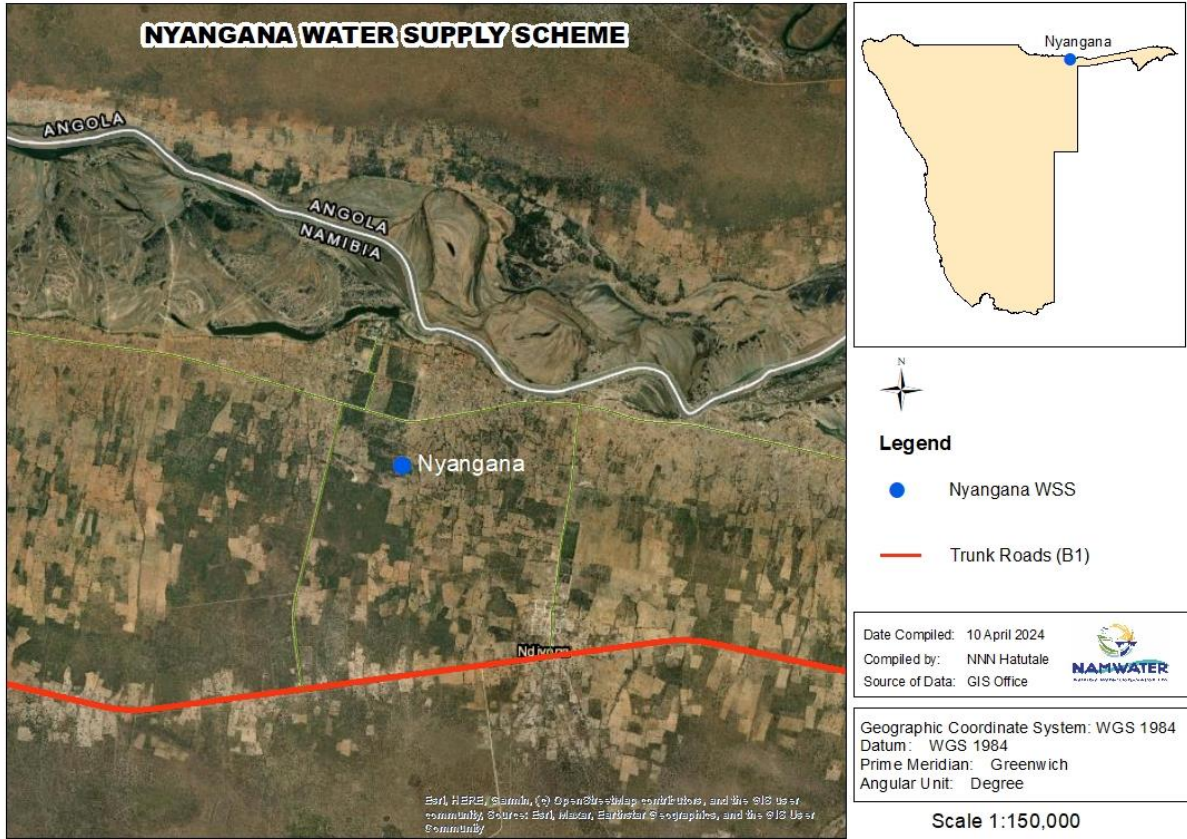 NYANGANA WATER SUPPLY SCHEME
ANGOLA
ANGOLA
NAMIBIA
Nyangana
Esri, HERE, Garmin, (c) OpenStreetMap contributors, and the GIS user
community, Source: Esri, Maxar, Earthstar Geographics, and the GIS User
Community
Nyangana
N
Legend
Nyangana WSS
Trunk Roads (B1)
Date Compiled: 10 April 2024
Compiled by: NNN Hatutale
Source of Data: GIS Office
NAMWATER
Geographic Coordinate System: WGS 1984
Datum: WGS 1984
Prime Meridian: Greenwich
Angular Unit: Degree
Scale 1:150,000